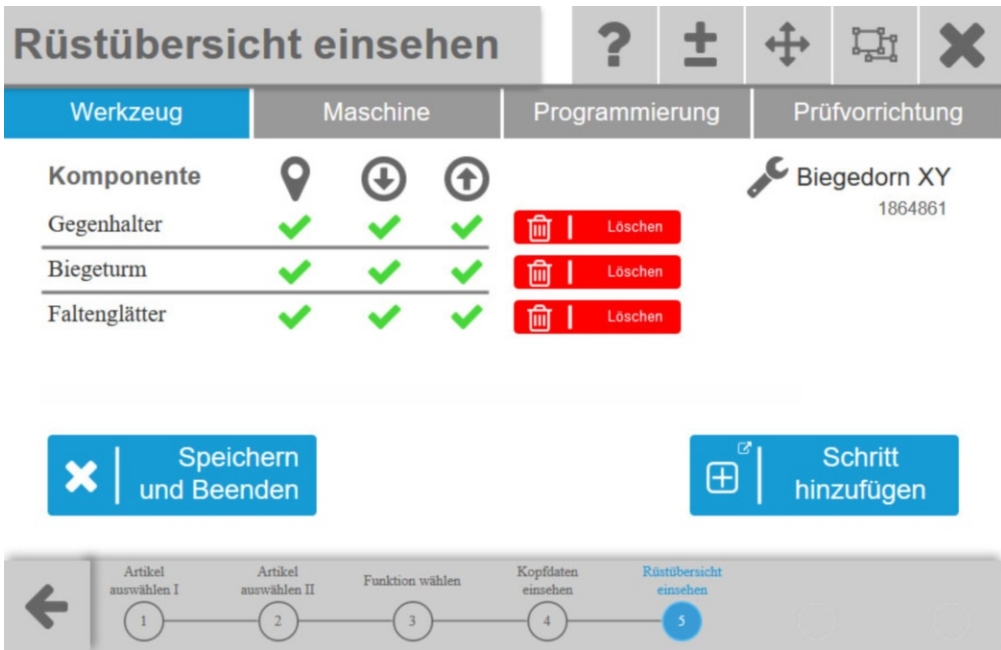 Rüstübersicht einsehen
?
Werkzeug
Maschine
Programmierung
Prüfvorrichtung
Komponente
Biegedorn XY
1864861
Gegenhalter
Löschen
Biegeturm
Löschen
Faltenglätter
Löschen
Speichern
und Beenden
Schritt
hinzufügen
Artikel
auswählen I
Artikel
auswählen II
Funktion wählen
Kopfdaten
einsehen
Rüstübersicht
einsehen
1
2
3
4
5